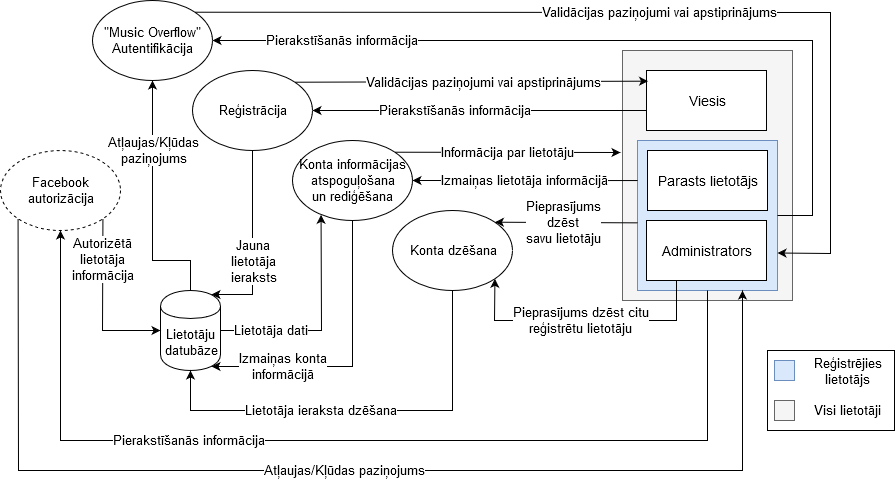 "Music Overflow"
Autentifikācija
Validācijas paziņojumi vai apstiprinājums
Pierakstīšanās informācija
Reģistrācija
Validācijas paziņojumi vai apstiprinājums
Pierakstīšanās informācija
Viesis
Atļaujas/Kļūdas
paziņojums
Konta informācijas
atspoguļošana
un rediģēšana
Informācija par lietotāju
Izmaiņas lietotāja informācijā
Parasts lietotājs
Facebook
autorizācija
Autorizētā
lietotāja
informācija
Jauna
lietotāja
ieraksts
Konta dzēšana
Pieprasījums
dzēst
savu lietotāju
Administrators
Pieprasījums dzēst citu
reģistrētu lietotāju
Lietotāju
datubāze
Lietotāja dati
Izmaiņas konta
informācijā
Lietotāja ieraksta dzēšana
Pierakstīšanās informācija
Atļaujas/Kļūdas paziņojums
Reģistrējies
lietotājs
Visi lietotāji